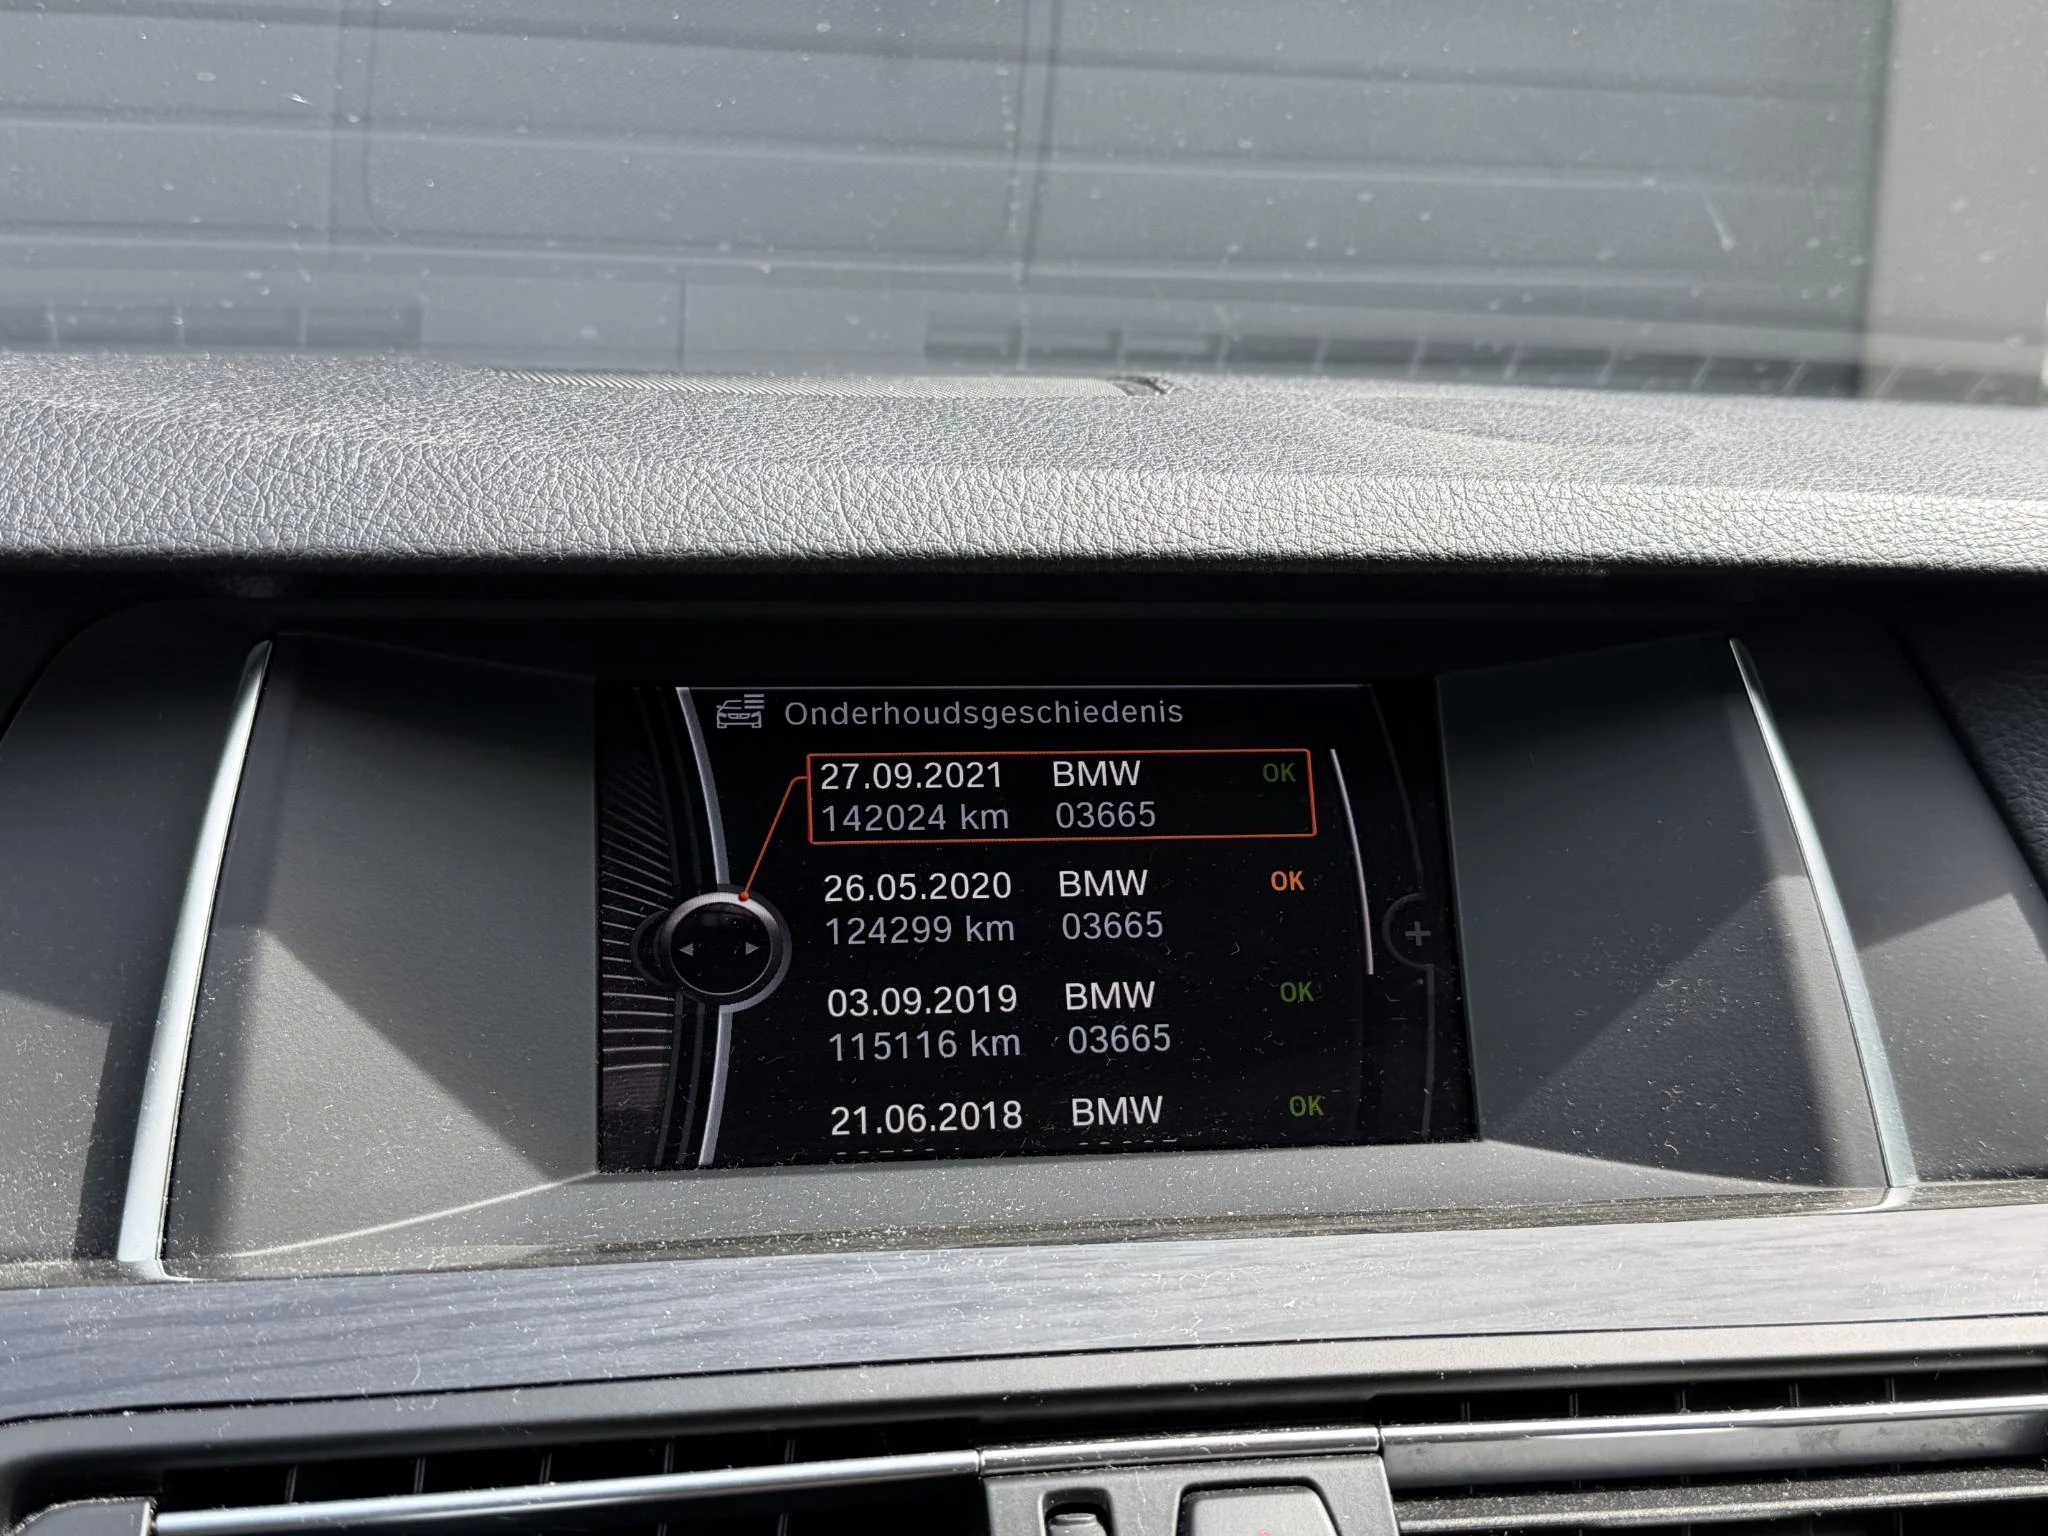 Onderhoudsgeschiedenis
27.09.2021 BMW OK
142024 km 03665
26.05.2020 BMW OK
124299 km 03665
03.09.2019 BMW OK
115116 km 03665
21.06.2018 BMW OK